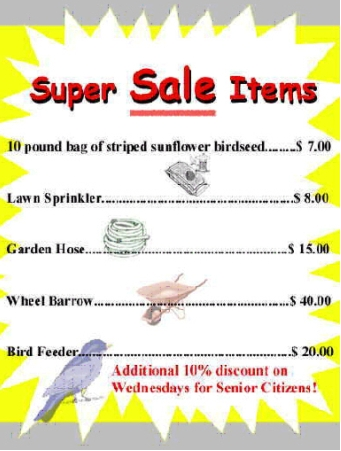 Super Sale Items
10 pound bag of striped sunflower birdseed.........$ 7.00
Lawn Sprinkler.......................................................$ 8.00
Garden Hose..........................................................$ 15.00
Wheel Barrow........................................................$ 40.00
Bird Feeder.............................................................$ 20.00
Additional 10% discount on
Wednesdays for Senior Citizens!